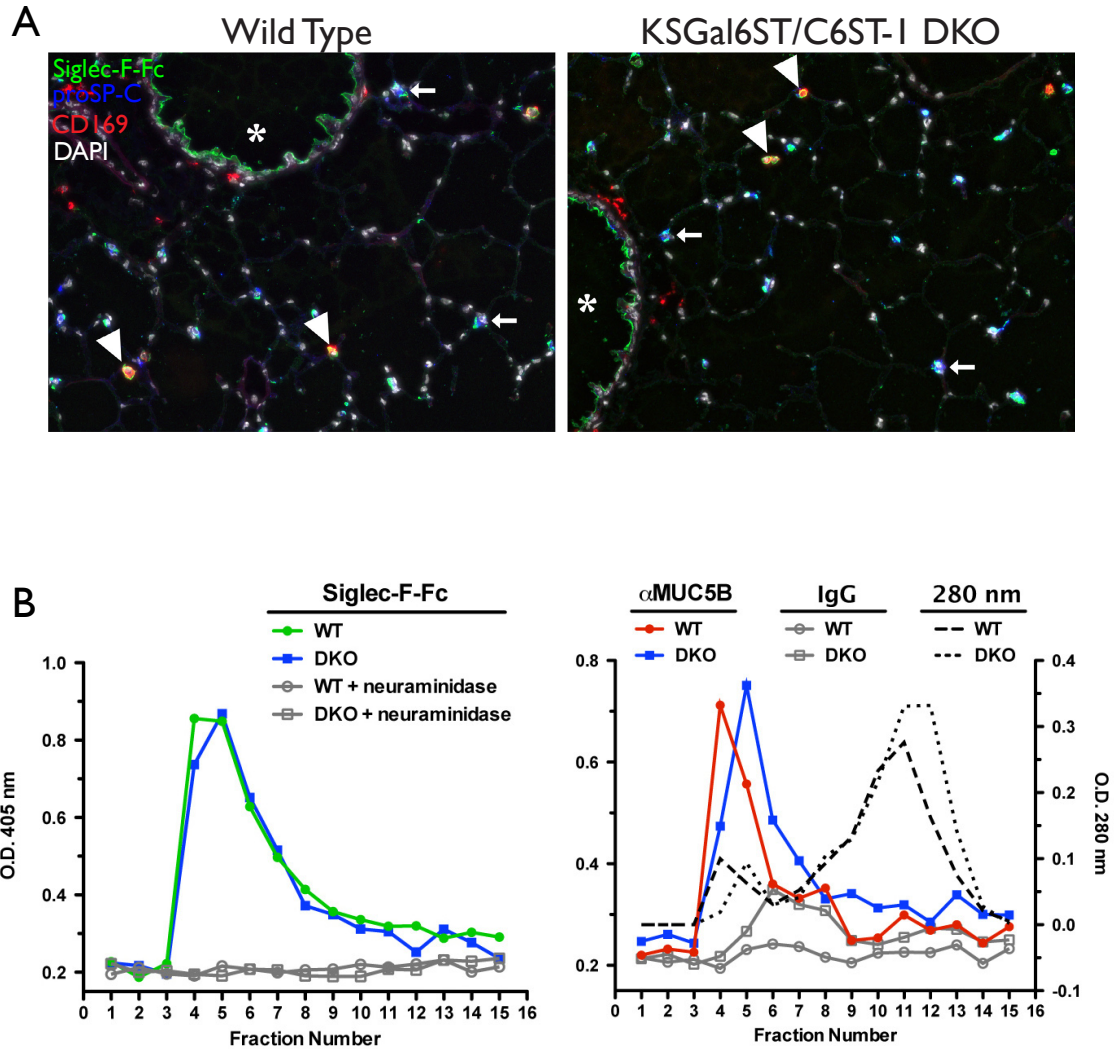 A
Wild Type
KSGal6ST/C6ST-1 DKO
Siglec-F-Fc
proSP-C
CD169
DAPI
*
*
B
Siglec-F-Fc
WT
DKO
WT + neuraminidase
DKO + neuraminidase
1.0
0.8
0.6
0.4
0.2
O.D. 405 nm
0 1 2 3 4 5 6 7 8 9 10 11 12 13 14 15 16
Fraction Number
αMUC5B
IgG
280 nm
WT
DKO
WT
DKO
WT
DKO
0.8
0.6
0.4
0.2
0.4
0.3
0.2
0.1
0.0
-0.1
O.D. 280 nm
0 1 2 3 4 5 6 7 8 9 10 11 12 13 14 15 16
Fraction Number